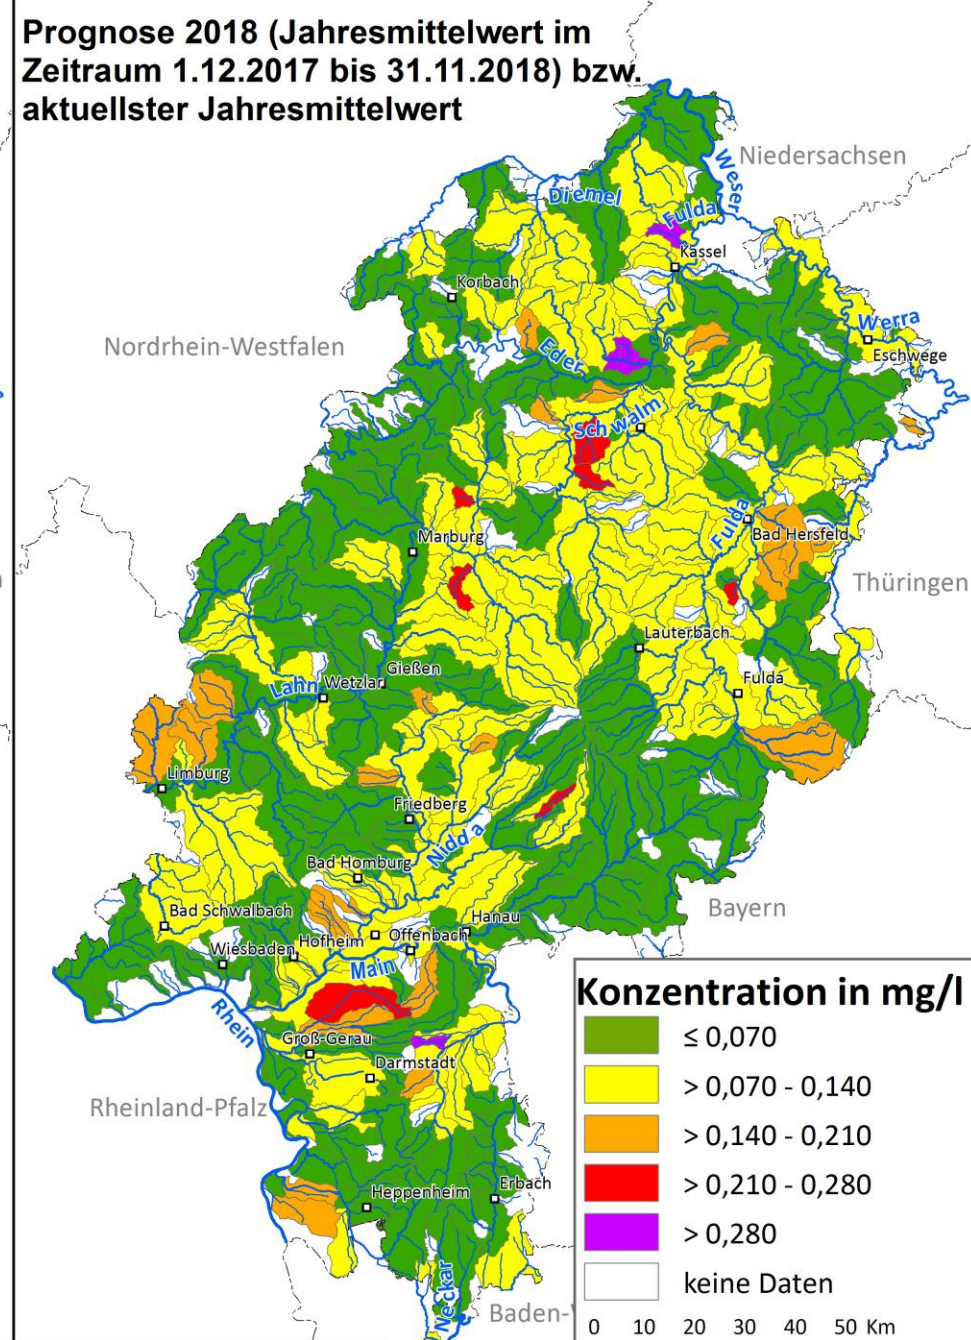 Prognose 2018 (Jahresmittelwert im
Zeitraum 1.12.2017 bis 31.11.2018) bzw.
aktuellster Jahresmittelwert
Niedersachsen
Weser
Diemel
Fulda
Kassel
Korbach
Werra
Nordrhein-Westfalen
Eschwege
Eder
Schwalm
Fulda
Bad Hersfeld
Marburg
Thüringen
Lauterbach
Gießen
Fulda
Lahn
Wetzlar
Limburg
Friedberg
Nidda
Bad Homburg
Bayern
Bad Schwalbach
Hanau
Hofheim
Offenbach
Wiesbaden
Main
Rhein
Groß-Gerau
Darmstadt
Rheinland-Pfalz
Erbach
Heppenheim
Neckar
Baden-
Konzentration in mg/l
≤ 0,070
> 0,070 - 0,140
> 0,140 - 0,210
> 0,210 - 0,280
> 0,280
keine Daten
0 10 20 30 40 50 Km